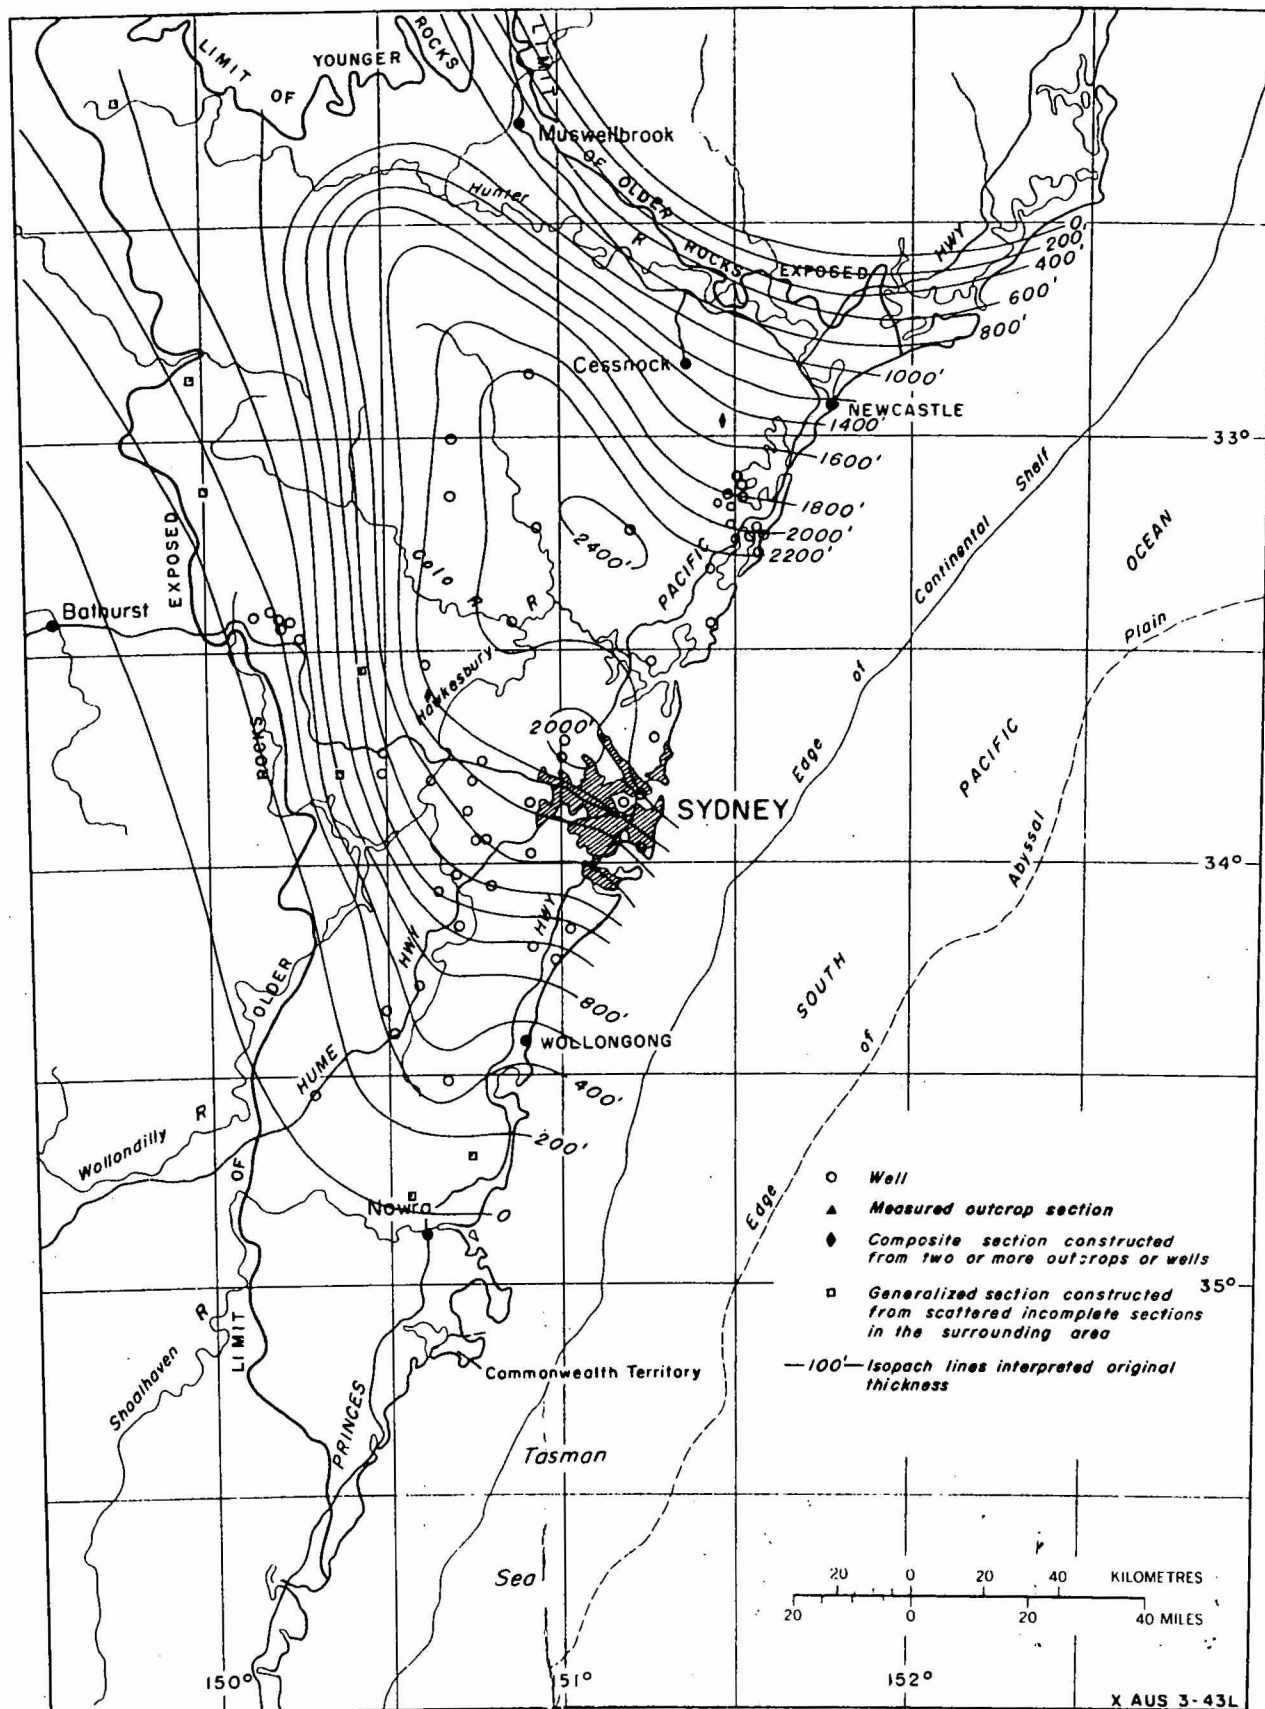 LIMIT OF YOUNGER ROCKS
LIMIT OF OLDER ROCKS EXPOSED
Muswellbrook
Hunter R
HWY
0
200'
400'
600'
800'
1000'
Cessnock
NEWCASTLE
1400'
1600'
33°
1800'
2000'
2200'
2400'
PACIFIC
Colo R
R
Hawkesbury
Bathurst
EXPOSED
ROCKS
OLDER
OF
LIMIT
Edge of Continental Shelf
SOUTH PACIFIC OCEAN
Edge of Abyssal Plain
2000'
SYDNEY
34°
HWY
HWY
800'
WOLLONGONG
HUME
400'
200'
Wollondilly R
Nowra
0
Shoalhaven R
PRINCES
Commonwealth Territory
Tasman
Sea
35°
Well
Measured outcrop section
Composite section constructed
from two or more outcrops or wells
Generalized section constructed
from scattered incomplete sections
in the surrounding area
100' Isopach lines interpreted original
thickness
20 0 20 40 KILOMETRES
20 0 20 40 MILES
150° 151° 152°
X AUS 3-43L